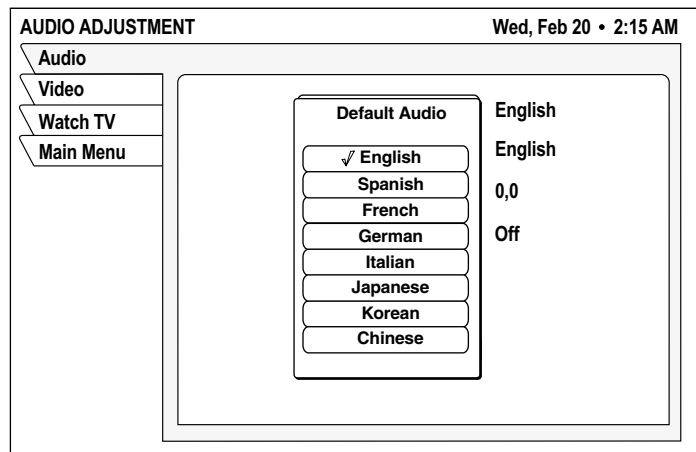 AUDIO ADJUSTMENT
Wed, Feb 20 • 2:15 AM
Audio
Video
Watch TV
Main Menu
Default Audio
√ English
Spanish
French
German
Italian
Japanese
Korean
Chinese
English
English
0,0
Off